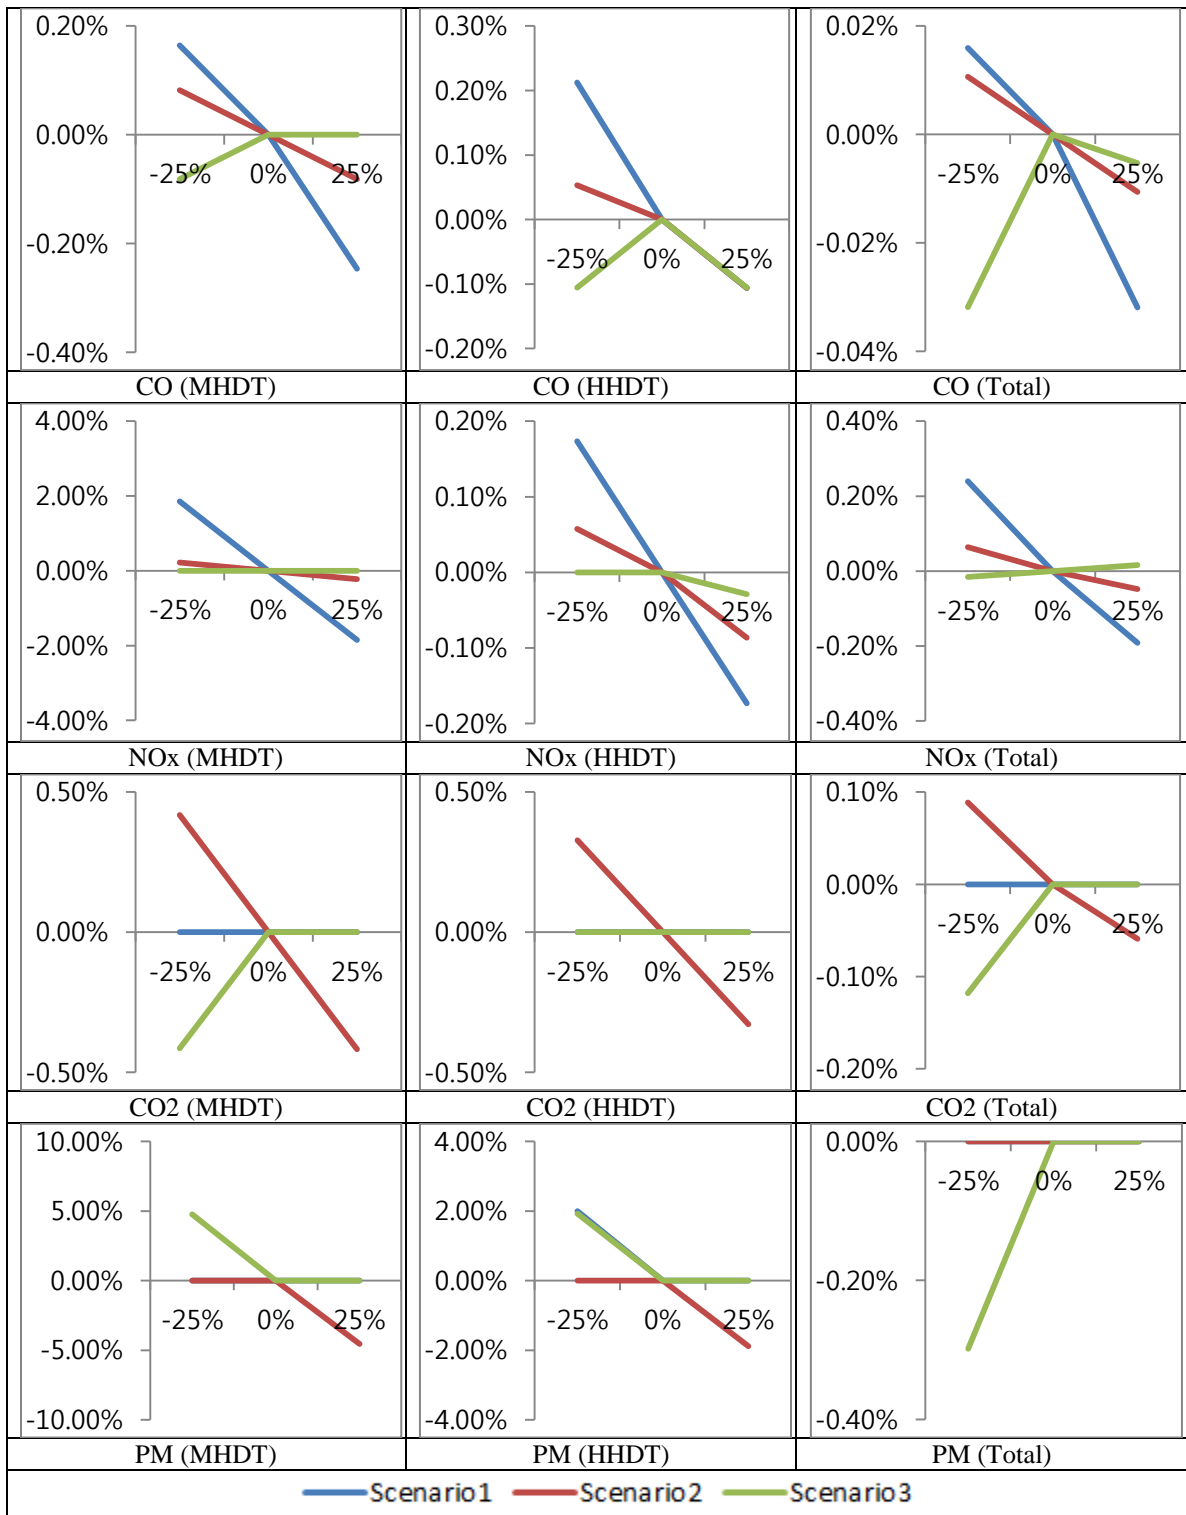 0.20%
0.00%
-0.20%
-0.40%
-25% 0% 25%
CO (MHDT)
0.30%
0.20%
0.10%
0.00%
-0.10%
-0.20%
-25% 0% 25%
CO (HHDT)
0.02%
0.00%
-0.02%
-0.04%
-25% 0% 25%
CO (Total)
4.00%
2.00%
0.00%
-2.00%
-4.00%
-25% 0% 25%
NOx (MHDT)
0.20%
0.10%
0.00%
-0.10%
-0.20%
-25% 0% 25%
NOx (HHDT)
0.40%
0.20%
0.00%
-0.20%
-0.40%
-25% 0% 25%
NOx (Total)
0.50%
0.00%
-0.50%
-25% 0% 25%
CO2 (MHDT)
0.50%
0.00%
-0.50%
-25% 0% 25%
CO2 (HHDT)
0.10%
0.00%
-0.10%
-0.20%
-25% 0% 25%
CO2 (Total)
10.00%
5.00%
0.00%
-5.00%
-10.00%
-25% 0% 25%
PM (MHDT)
4.00%
2.00%
0.00%
-2.00%
-4.00%
-25% 0% 25%
PM (HHDT)
0.00%
-0.20%
-0.40%
-25% 0% 25%
PM (Total)
Scenario1 Scenario2 Scenario3